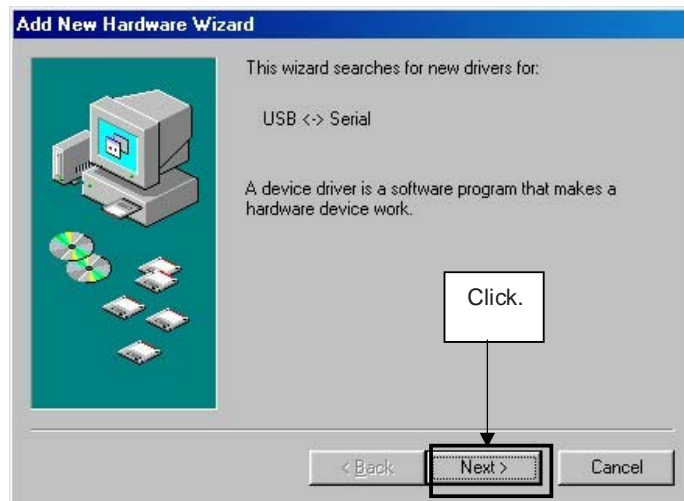 Add New Hardware Wizard
This wizard searches for new drivers for:
USB <-> Serial
A device driver is a software program that makes a
hardware device work.
Click.
< Back
Next >
Cancel